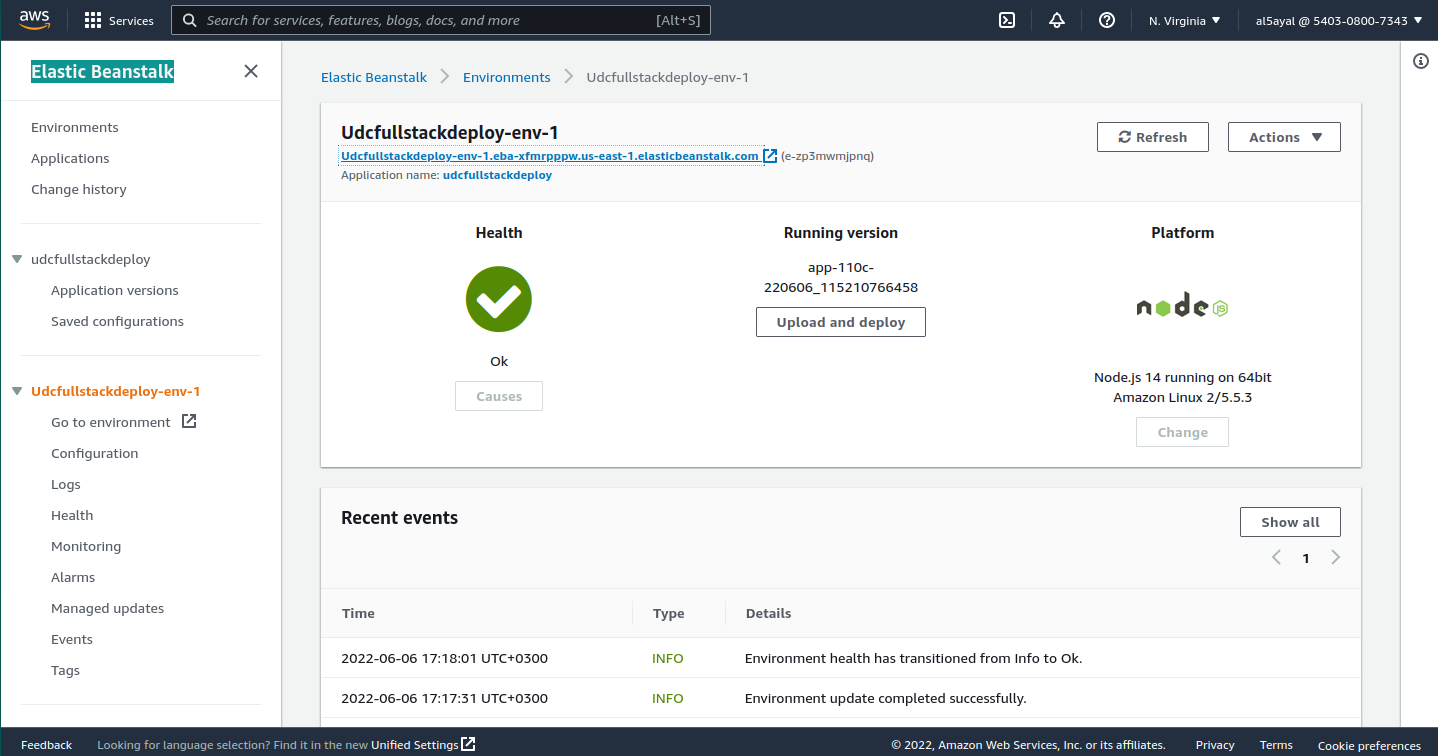 aws
Services
Search for services, features, blogs, docs, and more
[Alt+S]
N. Virginia
al5ayal @ 5403-0800-7343
Elastic Beanstalk
Environments
Applications
Change history
udcfullstackdeploy
Application versions
Saved configurations
Udcfullstackdeploy-env-1
Go to environment
Configuration
Logs
Health
Monitoring
Alarms
Managed updates
Events
Tags
Elastic Beanstalk
Environments
Udcfullstackdeploy-env-1
Udcfullstackdeploy-env-1
Udcfullstackdeploy-env-1.eba-xfmrpppw.us-east-1.elasticbeanstalk.com (e-zp3mwmjpnq)
Application name: udcfullstackdeploy
Refresh
Actions
Health
Ok
Causes
Running version
app-110c-
220606_115210766458
Upload and deploy
Platform
node
JS
Node.js 14 running on 64bit
Amazon Linux 2/5.5.3
Change
Recent events
Show all
1
Time Type Details
2022-06-06 17:18:01 UTC+0300 INFO Environment health has transitioned from Info to Ok.
2022-06-06 17:17:31 UTC+0300 INFO Environment update completed successfully.
Feedback
Looking for language selection? Find it in the new Unified Settings
© 2022, Amazon Web Services, Inc. or its affiliates.
Privacy
Terms
Cookie preferences